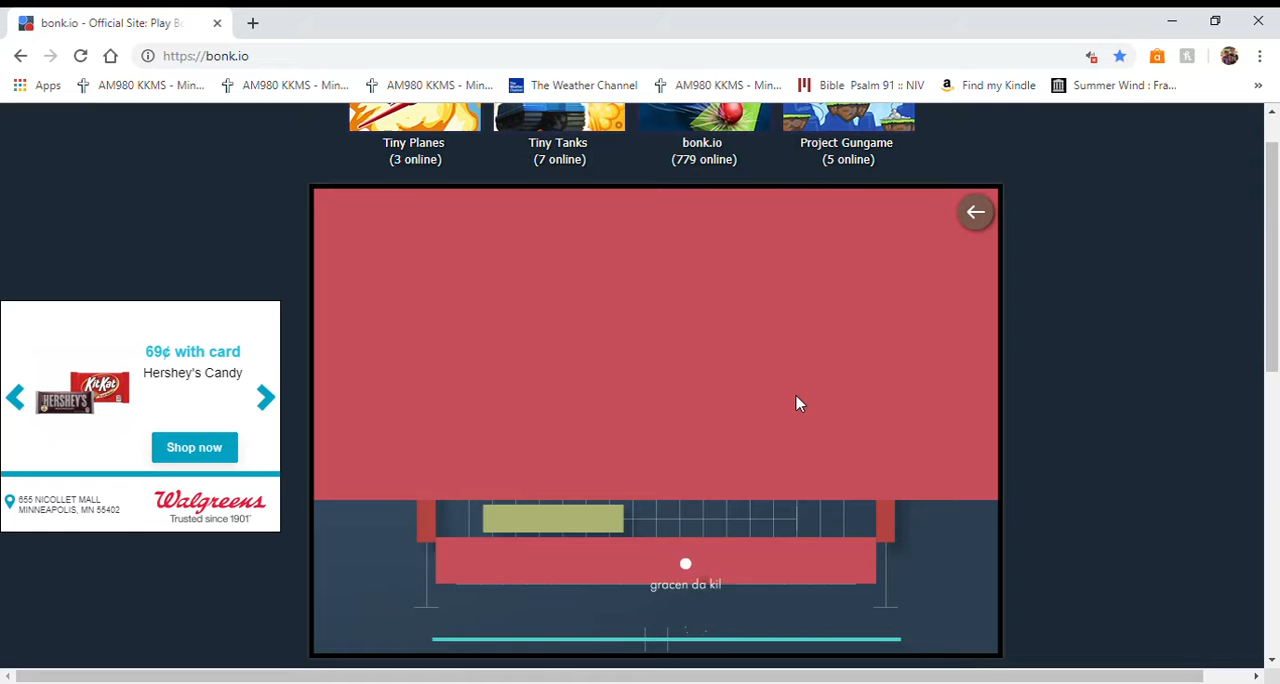 bonk.io - Official Site: Play Bo
https://bonk.io
Apps
AM980 KKMS - Min...
AM980 KKMS - Min...
AM980 KKMS - Min...
The Weather Channel
AM980 KKMS - Min...
Bible Psalm 91 :: NIV
Find my Kindle
Summer Wind : Fra...
»
Tiny Planes
(3 online)
Tiny Tanks
(7 online)
bonk.io
(779 online)
Project Gungame
(5 online)
69¢ with card
Hershey's Candy
KitKat
HERSHEY'S
Shop now
655 NICOLLET MALL
MINNEAPOLIS, MN 55402
Walgreens
Trusted since 1901
gracen da kil